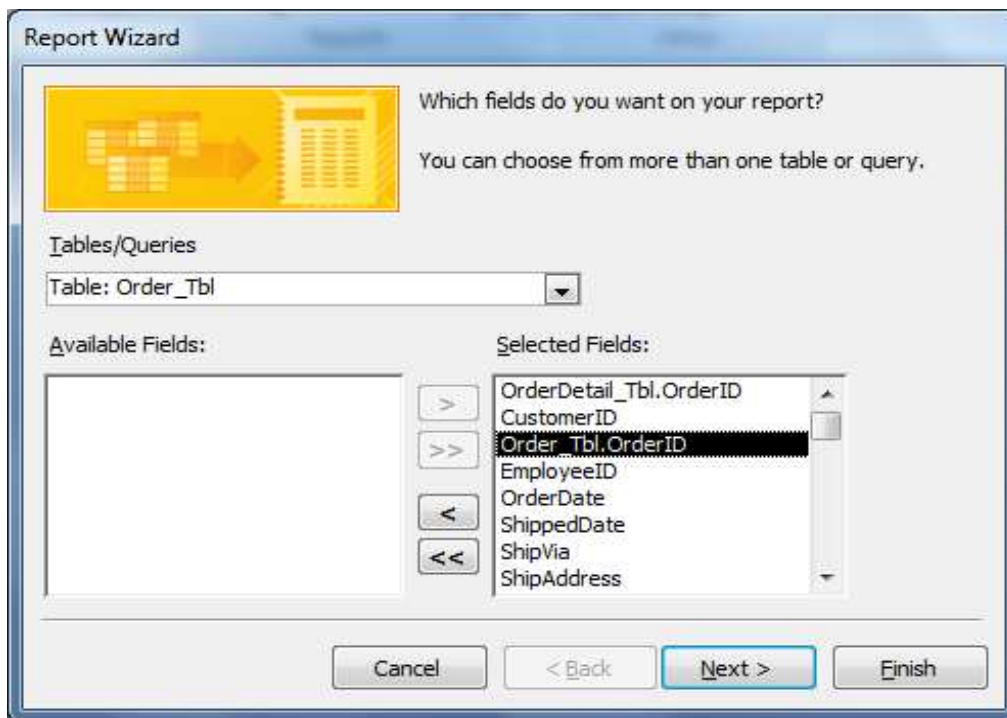 Report Wizard
Which fields do you want on your report?
You can choose from more than one table or query.
Tables/Queries
Table: Order_Tbl
Available Fields:
Selected Fields:
>
>>
<
<<
OrderDetail_Tbl.OrderID
CustomerID
Order_Tbl.OrderID
EmployeeID
OrderDate
ShippedDate
ShipVia
ShipAddress
Cancel
< Back
Next >
Finish